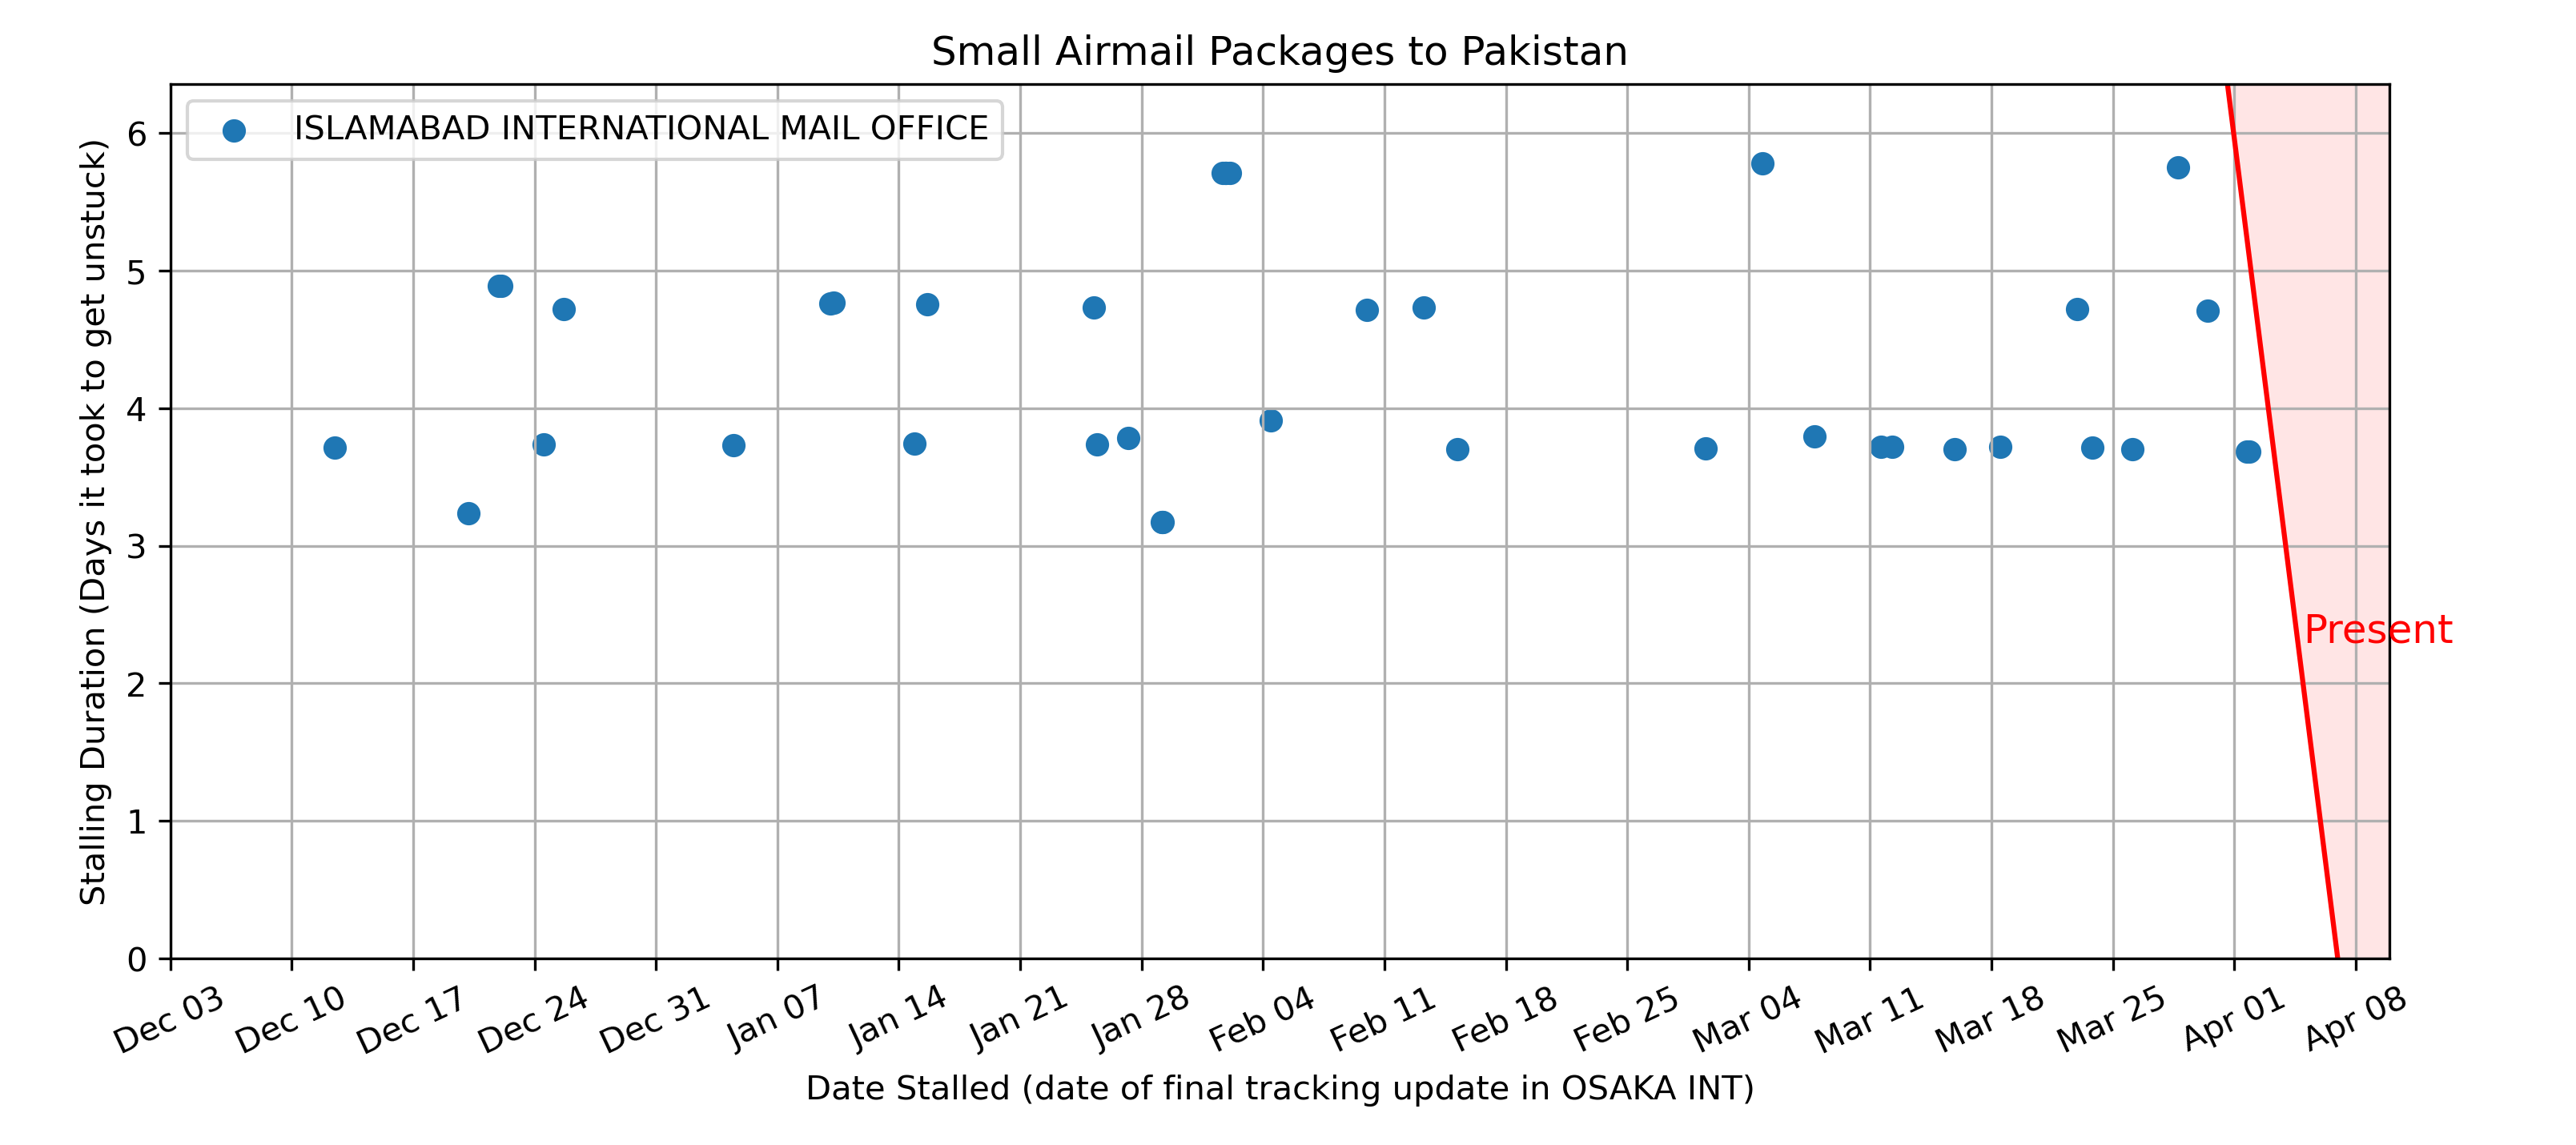 Small Airmail Packages to Pakistan
ISLAMABAD INTERNATIONAL MAIL OFFICE
Stalling Duration (Days it took to get unstuck)
6
5
4
3
2
1
0
Present
Dec 03 Dec 10 Dec 17 Dec 24 Dec 31 Jan 07 Jan 14 Jan 21 Jan 28 Feb 04 Feb 11 Feb 18 Feb 25 Mar 04 Mar 11 Mar 18 Mar 25 Apr 01 Apr 08
Date Stalled (date of final tracking update in OSAKA INT)